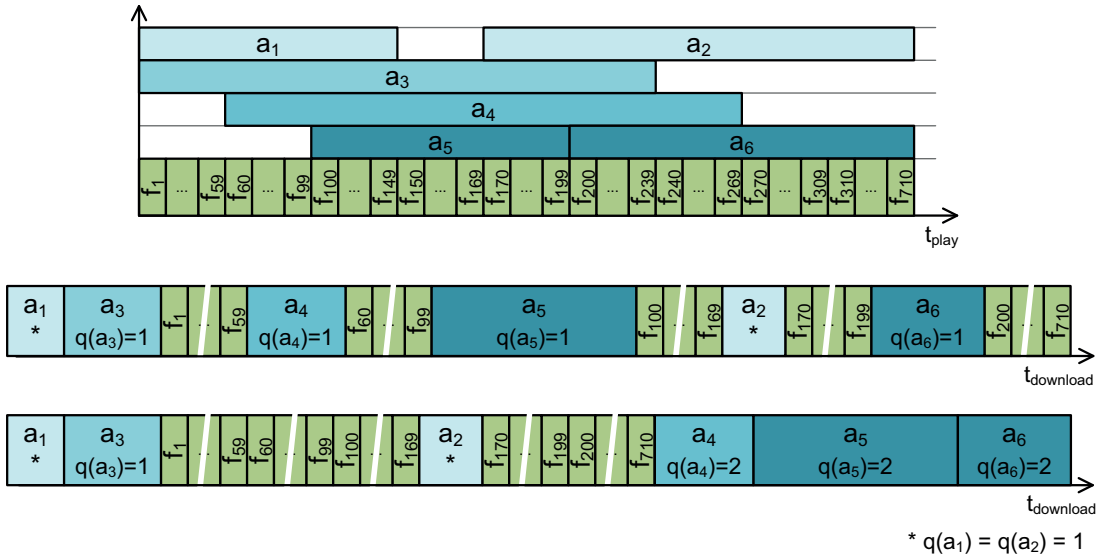 a1 a2
a3
a4
a5 a6
f1 ... f59 f60 ... f99 f100 ... f149 f150 ... f169 f170 ... f199 f200 ... f239 f240 ... f269 f270 ... f309 f310 ... f710
tplay
a1 a3 f1 ... f59 a4 f60 ... f99 a5 f100 ... f169 a2 f170 ... f199 a6 f200 ... f710
* q(a3)=1 q(a4)=1 q(a5)=1 * q(a6)=1
tdownload
a1 a3 f1 ... f59 f60 ... f99 f100 ... f169 a2 f170 ... f199 f200 ... f710 a4 a5 a6
* q(a3)=1 * q(a4)=2 q(a5)=2 q(a6)=2
tdownload
* q(a1) = q(a2) = 1